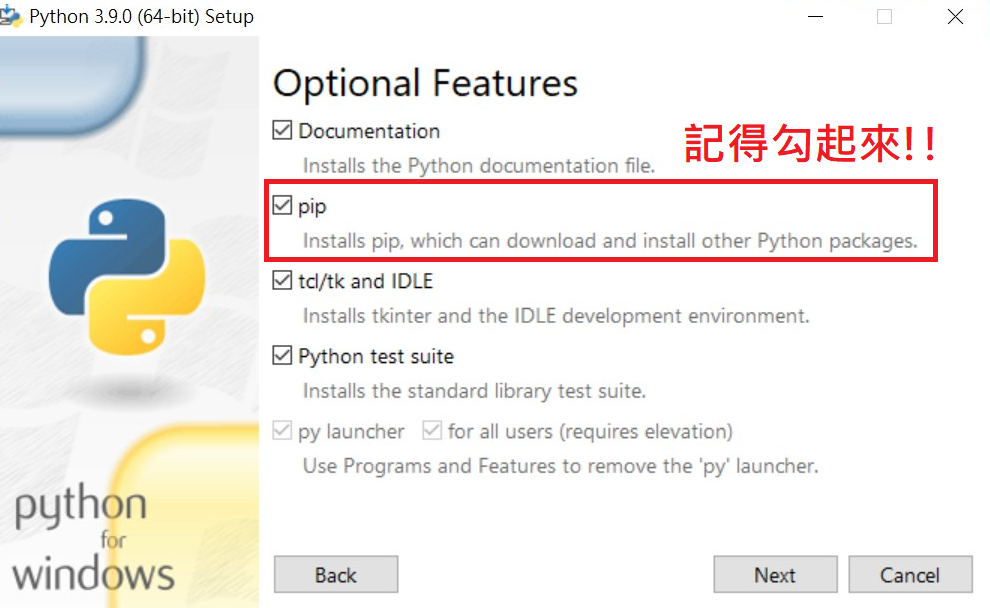 Python 3.9.0 (64-bit) Setup
Optional Features
Documentation
記得勾起來!!
Installs the Python documentation file.
pip
Installs pip, which can download and install other Python packages.
tcl/tk and IDLE
Installs tkinter and the IDLE development environment.
Python test suite
Installs the standard library test suite.
py launcher for all users (requires elevation)
Use Programs and Features to remove the 'py' launcher.
python
for
windows
Back Next Cancel